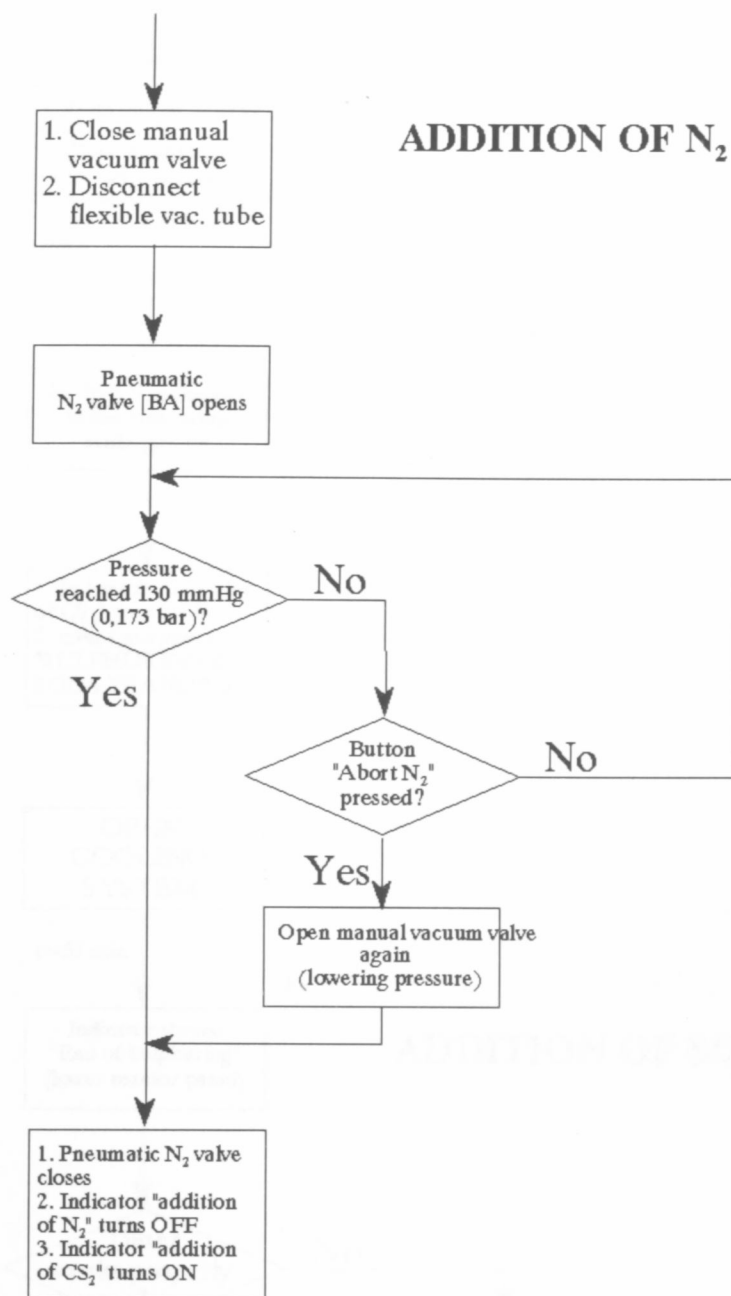 ADDITION OF N₂
1. Close manual
vacuum valve
2. Disconnect
flexible vac. tube
Pneumatic
N₂ valve [BA] opens
Pressure
reached 130 mmHg
(0,173 bar)?
No
Yes
Button
"Abort N₂"
pressed?
No
Yes
Open manual vacuum valve
again
(lowering pressure)
1. Pneumatic N₂ valve
closes
2. Indicator "addition
of N₂" turns OFF
3. Indicator "addition
of CS₂" turns ON